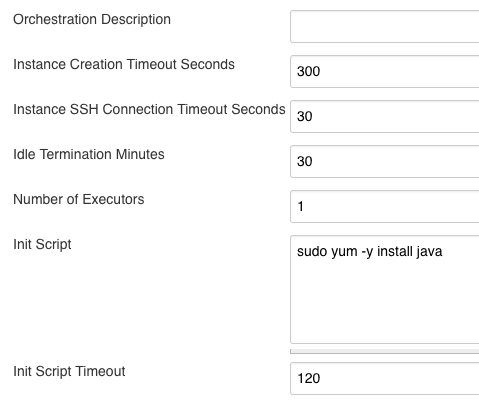 Orchestration Description
Instance Creation Timeout Seconds 300
Instance SSH Connection Timeout Seconds 30
Idle Termination Minutes 30
Number of Executors 1
Init Script sudo yum -y install java
Init Script Timeout 120